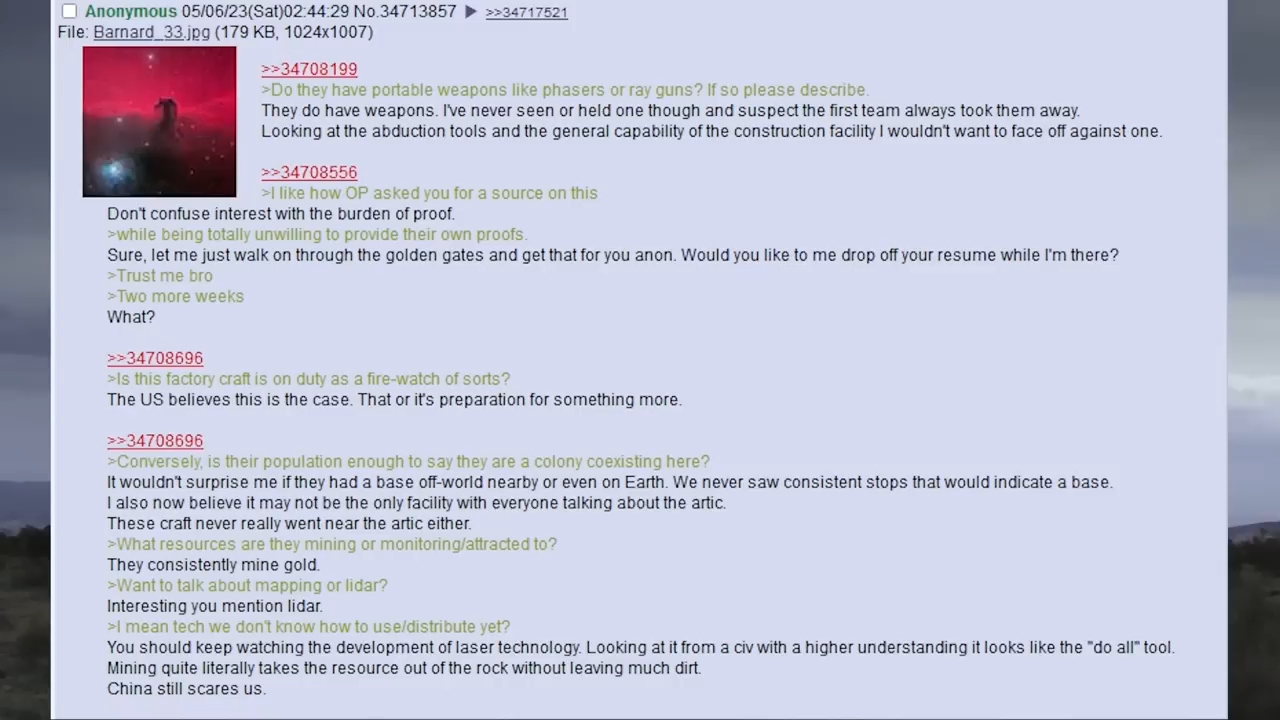 Anonymous 05/06/23(Sat)02:44:29 No.34713857 ▶ >>34717521
File: Barnard_33.jpg (179 KB, 1024x1007)
>>34708199
>Do they have portable weapons like phasers or ray guns? If so please describe.
They do have weapons. I've never seen or held one though and suspect the first team always took them away.
Looking at the abduction tools and the general capability of the construction facility I wouldn't want to face off against one.
>>34708556
>I like how OP asked you for a source on this
Don't confuse interest with the burden of proof.
>while being totally unwilling to provide their own proofs.
Sure, let me just walk on through the golden gates and get that for you anon. Would you like to me drop off your resume while I'm there?
>Trust me bro
>Two more weeks
What?
>>34708696
>Is this factory craft is on duty as a fire-watch of sorts?
The US believes this is the case. That or it's preparation for something more.
>>34708696
>Conversely, is their population enough to say they are a colony coexisting here?
It wouldn't surprise me if they had a base off-world nearby or even on Earth. We never saw consistent stops that would indicate a base.
I also now believe it may not be the only facility with everyone talking about the artic.
These craft never really went near the artic either.
>What resources are they mining or monitoring/attracted to?
They consistently mine gold.
>Want to talk about mapping or lidar?
Interesting you mention lidar.
>I mean tech we don't know how to use/distribute yet?
You should keep watching the development of laser technology. Looking at it from a civ with a higher understanding it looks like the "do all" tool.
Mining quite literally takes the resource out of the rock without leaving much dirt.
China still scares us.